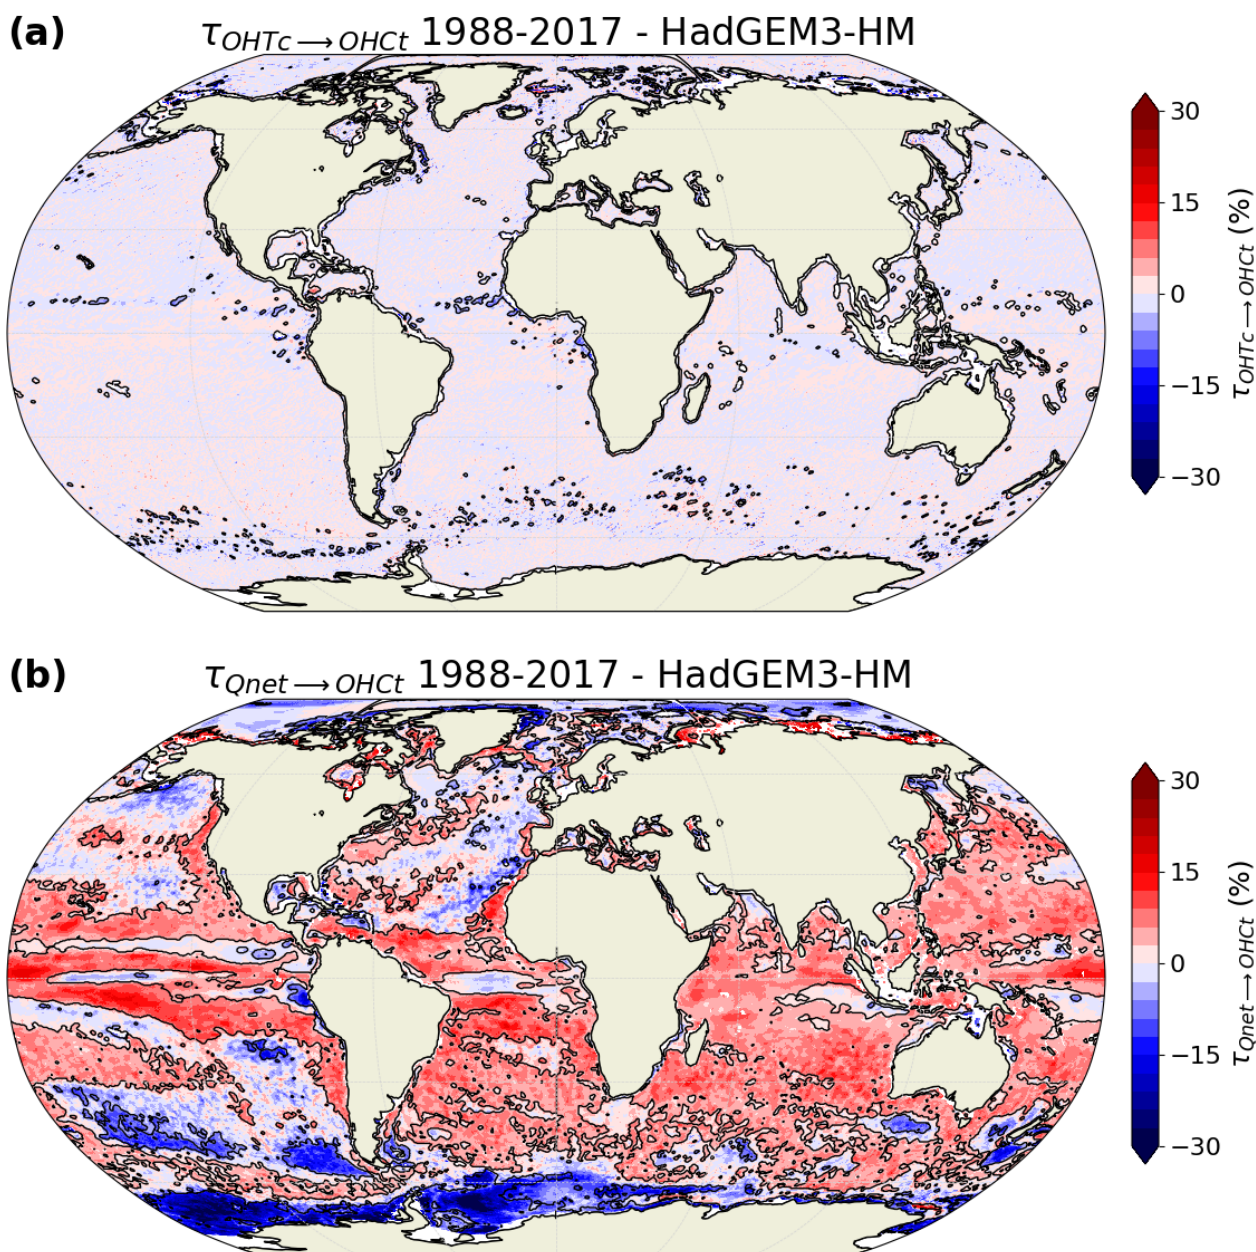 (a) τOHTc⟶OHCt 1988-2017 - HadGEM3-HM
30
15
0
−15
−30
τOHTc⟶OHCt (%)
(b) τQnet⟶OHCt 1988-2017 - HadGEM3-HM
30
15
0
−15
−30
τQnet⟶OHCt (%)